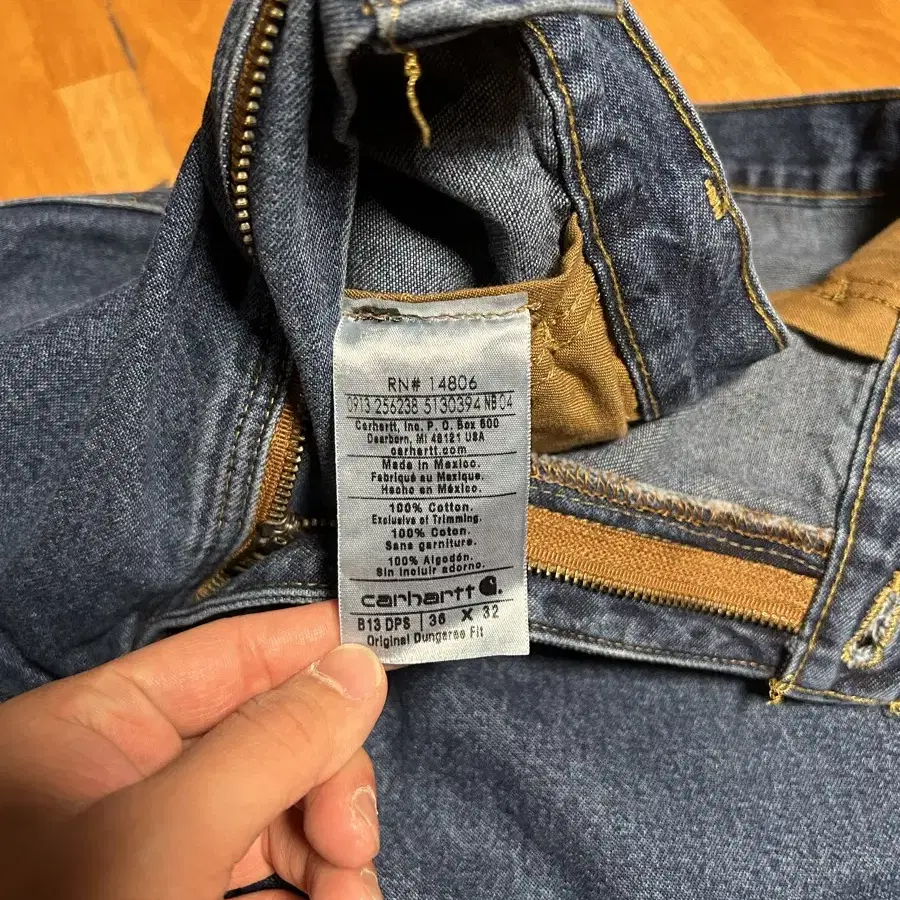 RN# 14806
0913 256238 5130394 NB 04
Carhartt, Inc. P. O. Box 600
Dearborn, MI 48121 USA
carhartt.com
Made in Mexico.
Fabriqué au Mexique.
Hecho en México.
100% Cotton.
Exclusive of Trimming.
100% Coton.
Sans garniture.
100% Algodón.
Sin incluir adorno.
carhartt
B13 DPS | 36 X 32
Original Dungaree Fit